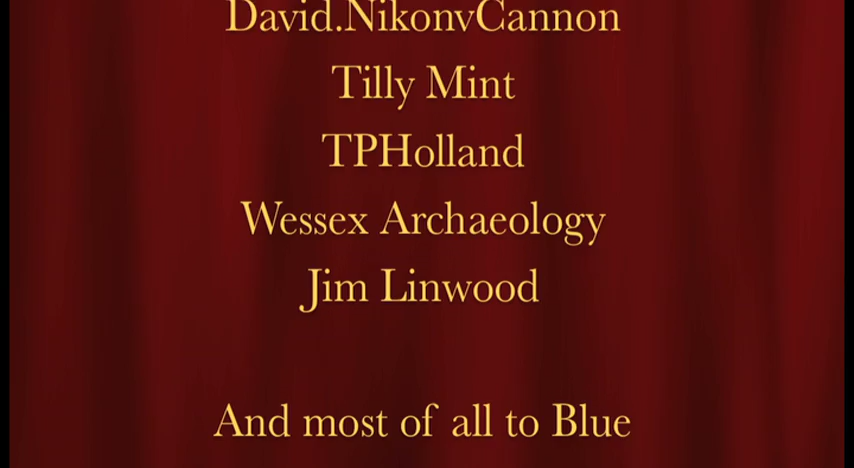 David.NikonvCannon
Tilly Mint
TPHolland
Wessex Archaeology
Jim Linwood
And most of all to Blue